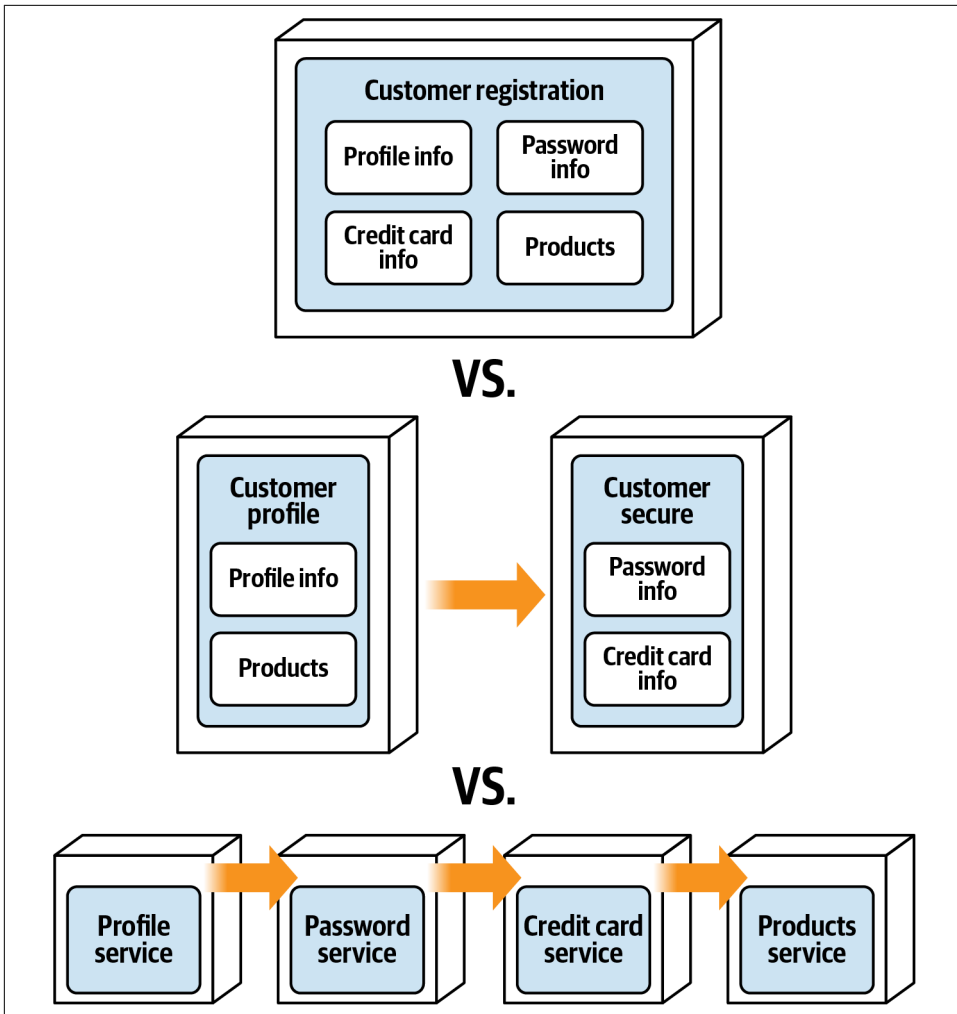 Customer registration
Profile info
Password
info
Credit card
info
Products
VS.
Customer
profile
Profile info
Products
Customer
secure
Password
info
Credit card
info
VS.
Profile
service
Password
service
Credit card
service
Products
service